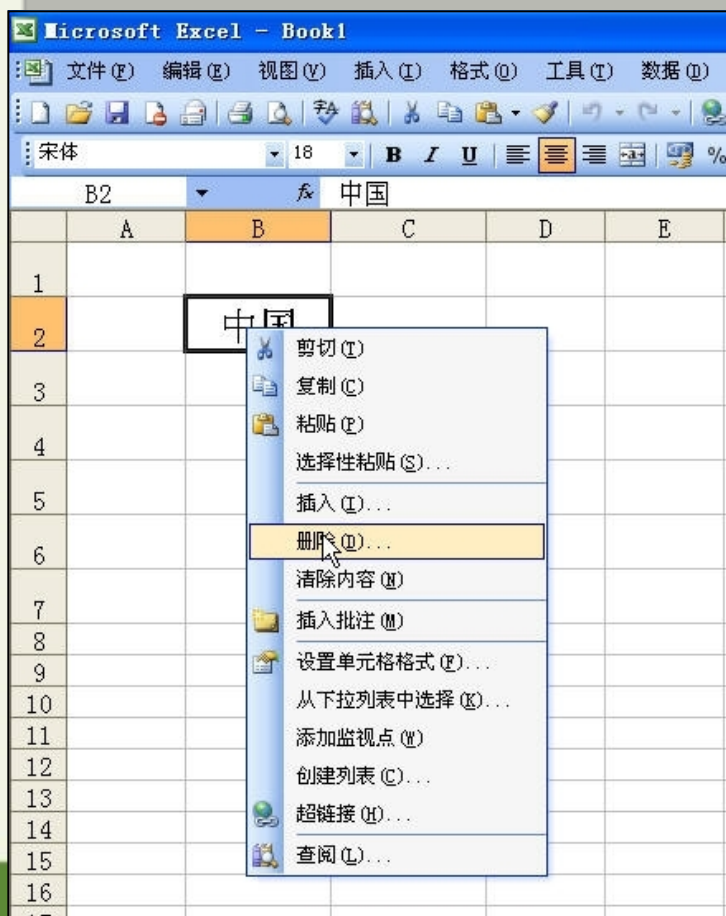 Microsoft Excel - Book1
文件(F) 编辑(E) 视图(V) 插入(I) 格式(O) 工具(T) 数据(D)
宋体 18 B I U %
B2 fx 中国
A B C D E
1
2 中国
3
4
5
6
7
8
9
10
11
12
13
14
15
16
剪切(T)
复制(C)
粘贴(P)
选择性粘贴(S)...
插入(I)...
删除(D)...
清除内容(N)
插入批注(M)
设置单元格格式(F)...
从下拉列表中选择(K)...
添加监视点(W)
创建列表(C)...
超链接(H)...
查阅(L)...